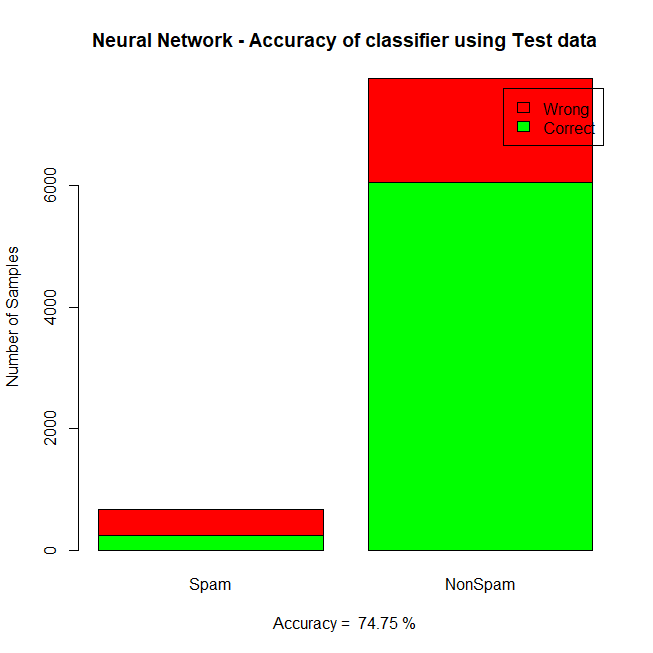 Neural Network - Accuracy of classifier using Test data
Wrong
Correct
Number of Samples
6000
4000
2000
0
Spam
NonSpam
Accuracy = 74.75 %